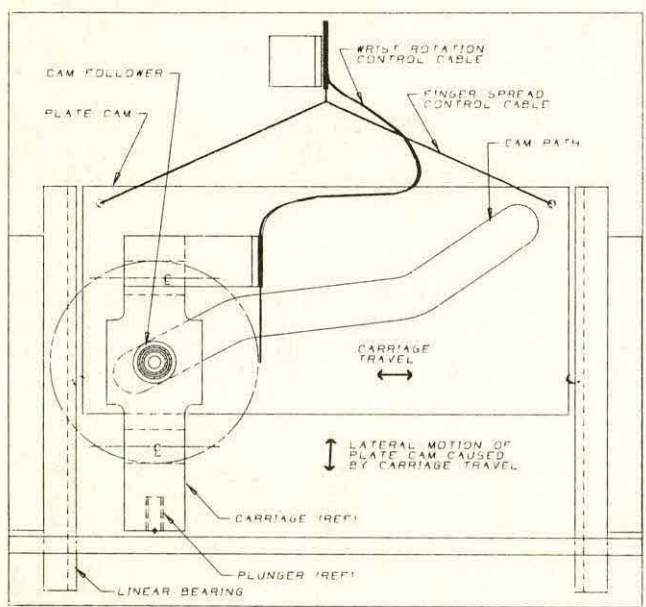 WRIST ROTATION
CONTROL CABLE
CAM FOLLOWER
FINGER SPREAD
CONTROL CABLE
PLATE CAM
CAM PATH
CARRIAGE
TRAVEL
LATERAL MOTION OF
PLATE CAM CAUSED
BY CARRIAGE TRAVEL
CARRIAGE (REF)
PLUNGER (REF)
LINEAR BEARING